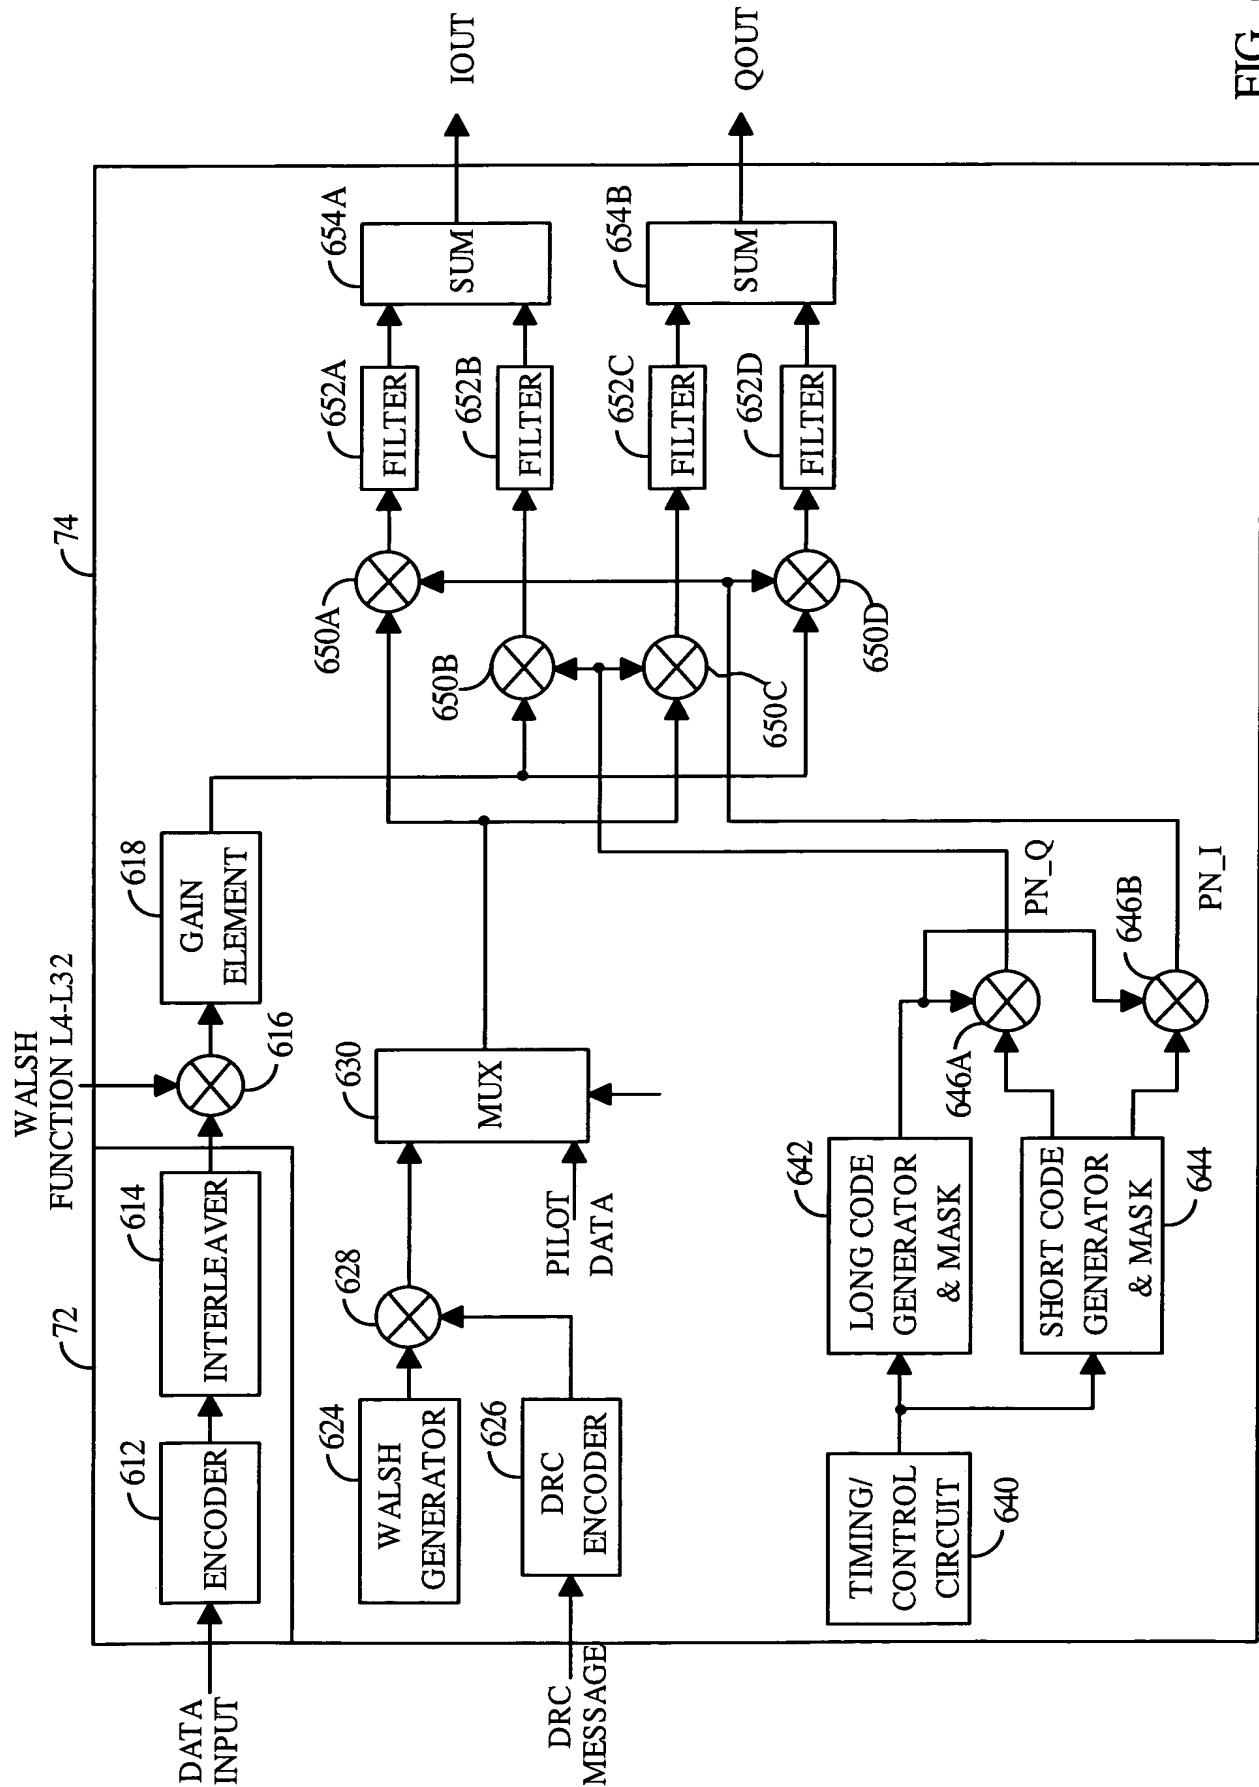 WALSH
FUNCTION L4-L32
72
74
DATA
INPUT
612
ENCODER
614
INTERLEAVER
616
618
GAIN
ELEMENT
624
WALSH
GENERATOR
628
DRC
MESSAGE
626
DRC
ENCODER
630
MUX
PILOT
DATA
640
TIMING/
CONTROL
CIRCUIT
642
LONG CODE
GENERATOR
& MASK
644
SHORT CODE
GENERATOR
& MASK
646A
646B
PN_Q
PN_I
650A
650B
650C
650D
652A
FILTER
652B
FILTER
652C
FILTER
652D
FILTER
654A
SUM
654B
SUM
IOUT
QOUT
FIG